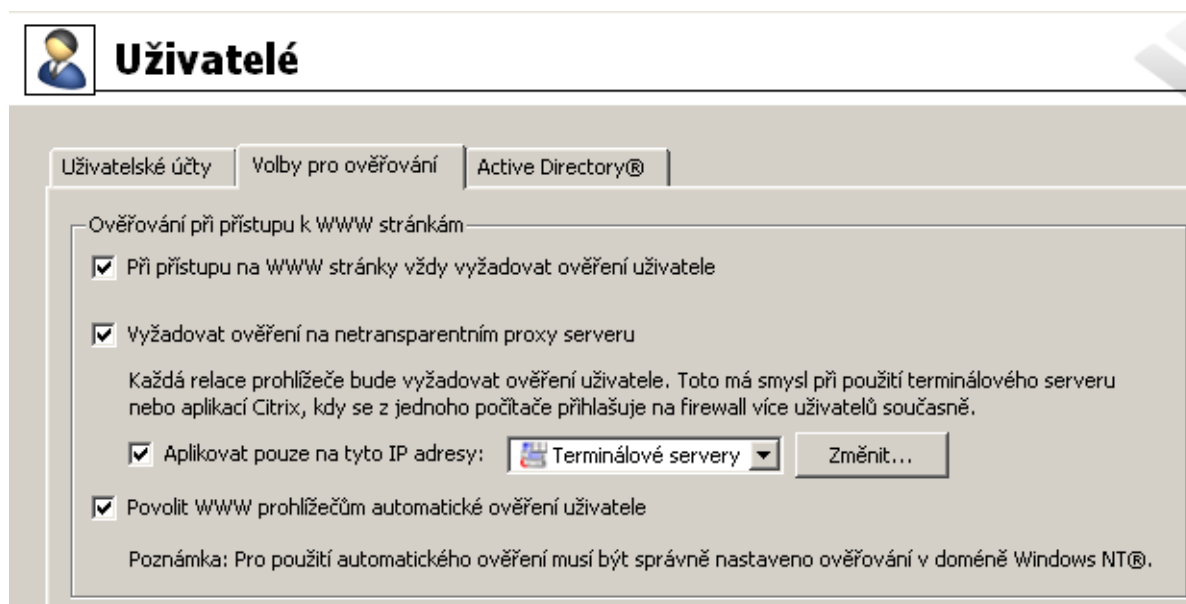 Uživatelé
Uživatelské účty Volby pro ověřování Active Directory®
Ověřování při přístupu k WWW stránkám
Při přístupu na WWW stránky vždy vyžadovat ověření uživatele
Vyžadovat ověření na netransparentním proxy serveru
Každá relace prohlížeče bude vyžadovat ověření uživatele. Toto má smysl při použití terminálového serveru
nebo aplikací Citrix, kdy se z jednoho počítače přihlašuje na firewall více uživatelů současně.
Aplikovat pouze na tyto IP adresy: Terminálové servery Změnit...
Povolit WWW prohlížečům automatické ověření uživatele
Poznámka: Pro použití automatického ověření musí být správně nastaveno ověřování v doméně Windows NT®.